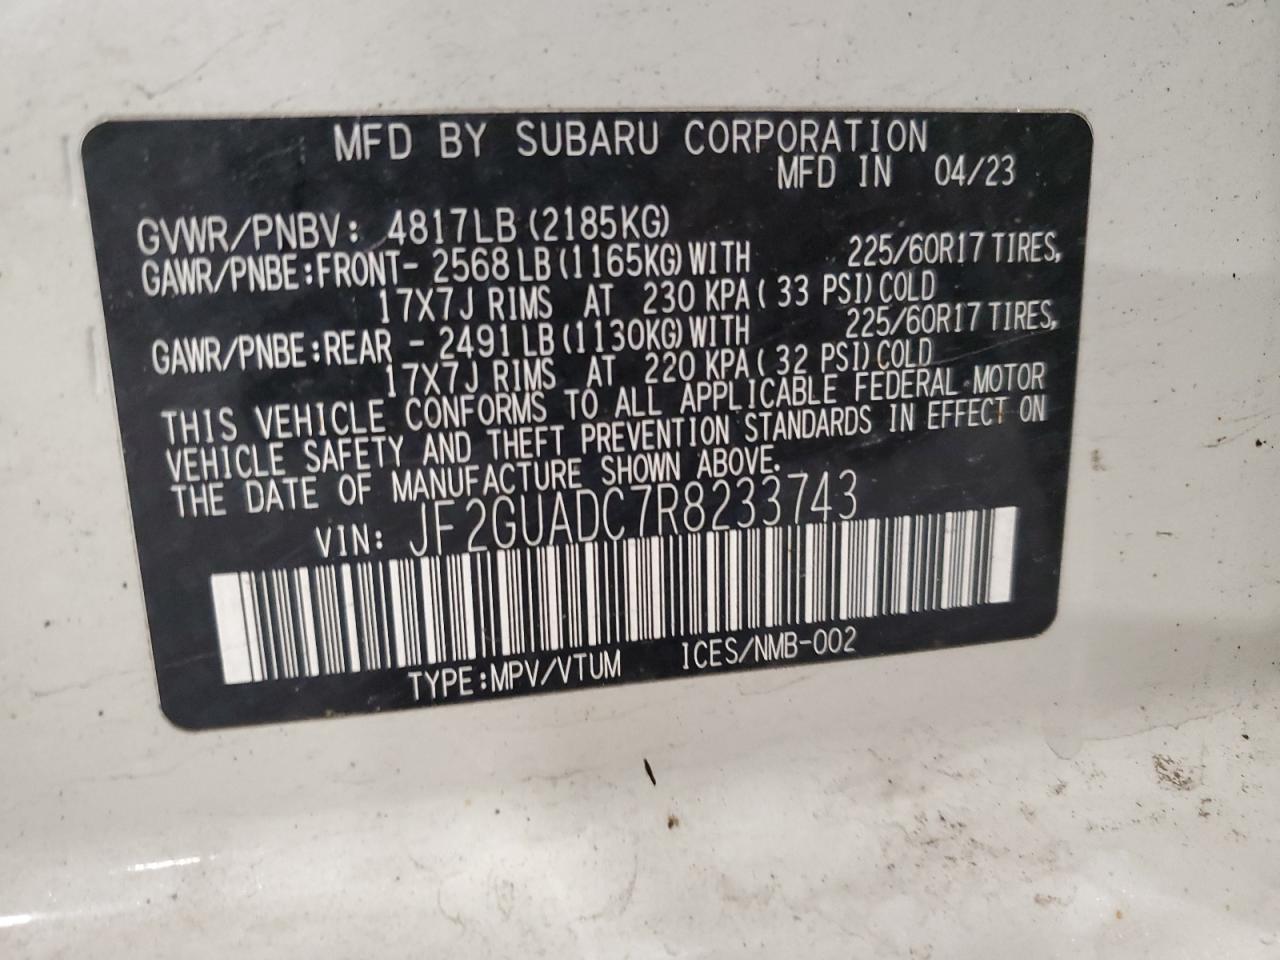 MFD BY SUBARU CORPORATION
MFD IN 04/23
GVWR/PNBV: 4817LB (2185KG)
GAWR/PNBE:FRONT- 2568 LB (1165KG) WITH 225/60R17 TIRES,
17X7J RIMS AT 230 KPA ( 33 PSI) COLD
GAWR/PNBE:REAR - 2491 LB (1130KG) WITH 225/60R17 TIRES,
17X7J RIMS AT 220 KPA ( 32 PSI) COLD
THIS VEHICLE CONFORMS TO ALL APPLICABLE FEDERAL MOTOR
VEHICLE SAFETY AND THEFT PREVENTION STANDARDS IN EFFECT ON
THE DATE OF MANUFACTURE SHOWN ABOVE.
VIN: JF2GUADC7R8233743
TYPE:MPV/VTUM ICES/NMB-002